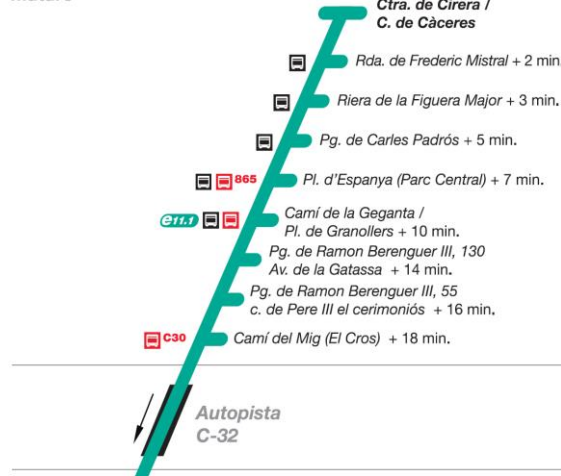 Ctra. de Cirera /
C. de Càceres
Rda. de Frederic Mistral + 2 min.
Riera de la Figuera Major + 3 min.
Pg. de Carles Padrós + 5 min.
865 Pl. d'Espanya (Parc Central) + 7 min.
e11.1 Camí de la Geganta /
Pl. de Granollers + 10 min.
Pg. de Ramon Berenguer III, 130
Av. de la Gatassa + 14 min.
Pg. de Ramon Berenguer III, 55
c. de Pere III el cerimoniós + 16 min.
C30 Camí del Mig (El Cros) + 18 min.
Autopista
C-32